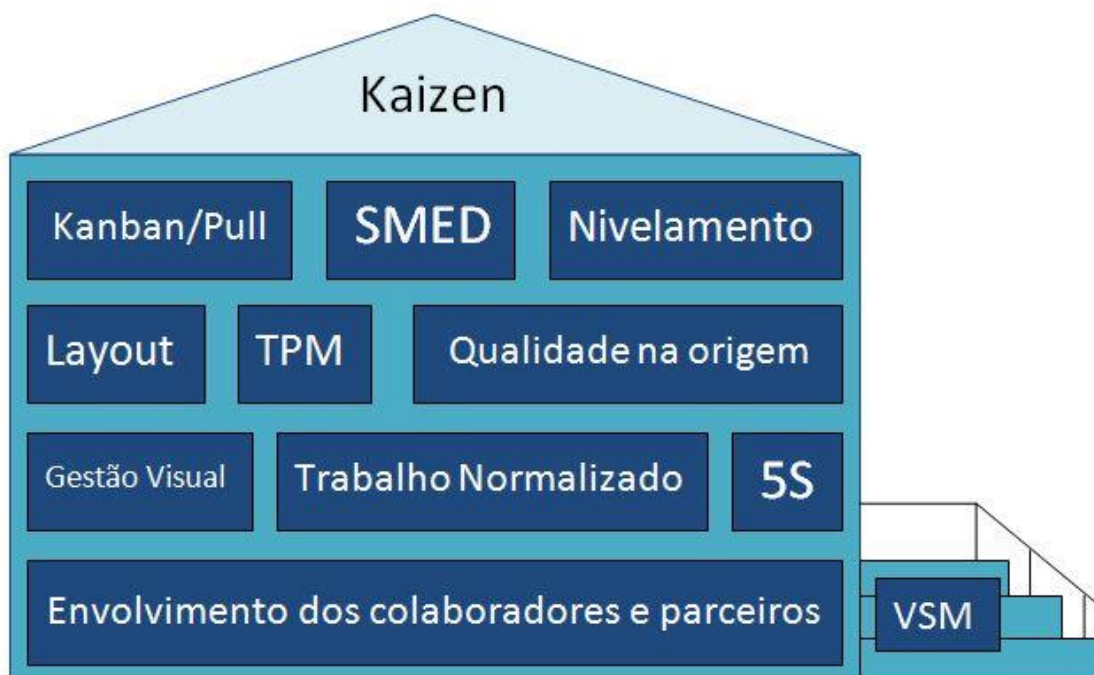 Kaizen
Kanban/Pull
SMED
Nivelamento
Layout
TPM
Qualidade na origem
Gestão Visual
Trabalho Normalizado
5S
Envolvimento dos colaboradores e parceiros
VSM